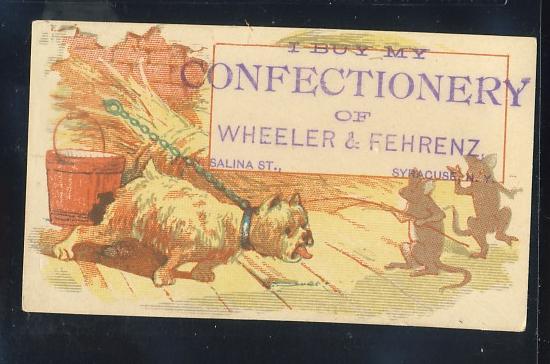 I BUY MY
CONFECTIONERY
OF
WHEELER & FEHRENZ,
SALINA ST., SYRACUSE, N.Y.